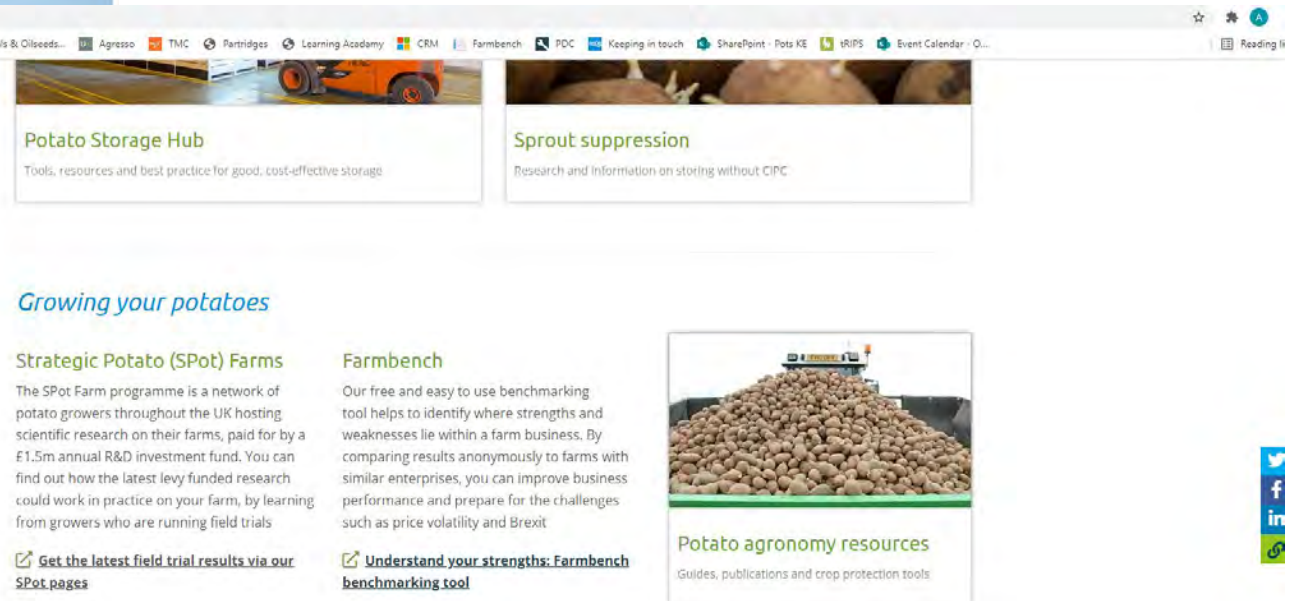 ls & Oilseeds... Agresso TMC Partridges Learning Acadamy CRM Farmbench PDC Keeping in touch SharePoint - Pots KE tRIPS Event Calendar - O... Reading li
Potato Storage Hub
Tools, resources and best practice for good, cost-effective storage
Sprout suppression
Research and information on storing without CIPC
Growing your potatoes
Strategic Potato (SPot) Farms
The SPot Farm programme is a network of
potato growers throughout the UK hosting
scientific research on their farms, paid for by a
£1.5m annual R&D investment fund. You can
find out how the latest levy funded research
could work in practice on your farm, by learning
from growers who are running field trials
Get the latest field trial results via our
SPot pages
Farmbench
Our free and easy to use benchmarking
tool helps to identify where strengths and
weaknesses lie within a farm business. By
comparing results anonymously to farms with
similar enterprises, you can improve business
performance and prepare for the challenges
such as price volatility and Brexit
Understand your strengths: Farmbench
benchmarking tool
Potato agronomy resources
Guides, publications and crop protection tools